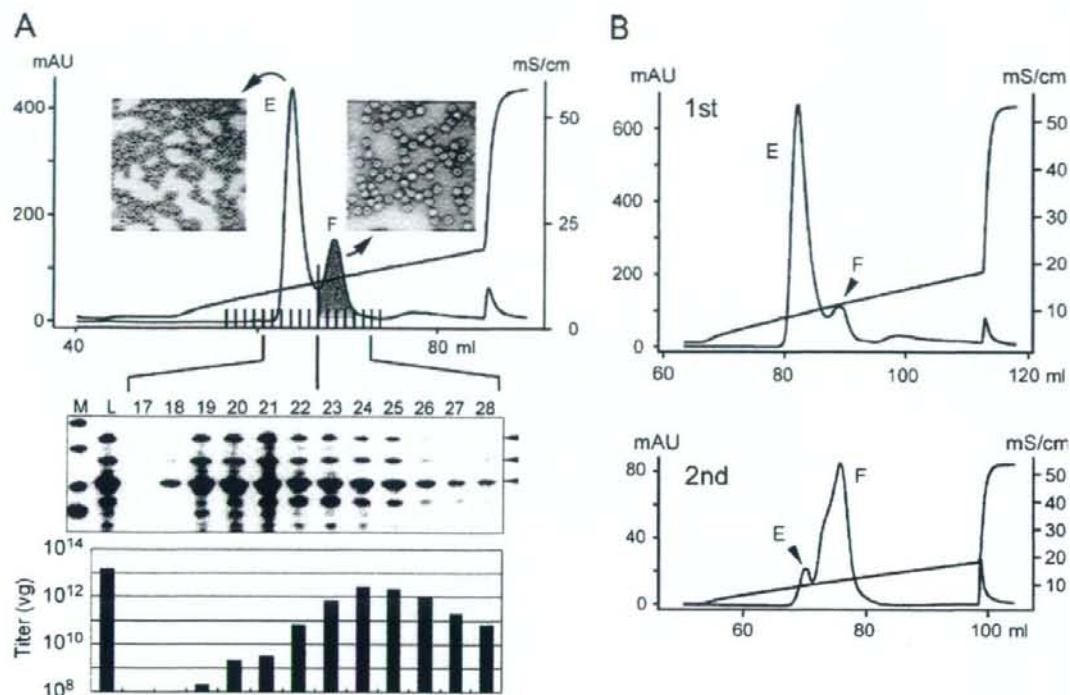 A
mAU
mS/cm
400
200
0
50
25
0
E
F
40
80 ml
M L 17 18 19 20 21 22 23 24 25 26 27 28
Titer (vg)
10^14
10^12
10^10
10^8
B
mAU
mS/cm
1st
600
400
200
0
50
40
30
20
10
E
F
60 80 100 120 ml
mAU
mS/cm
2nd
80
40
20
0
50
40
30
20
10
E
F
60 80 100 ml